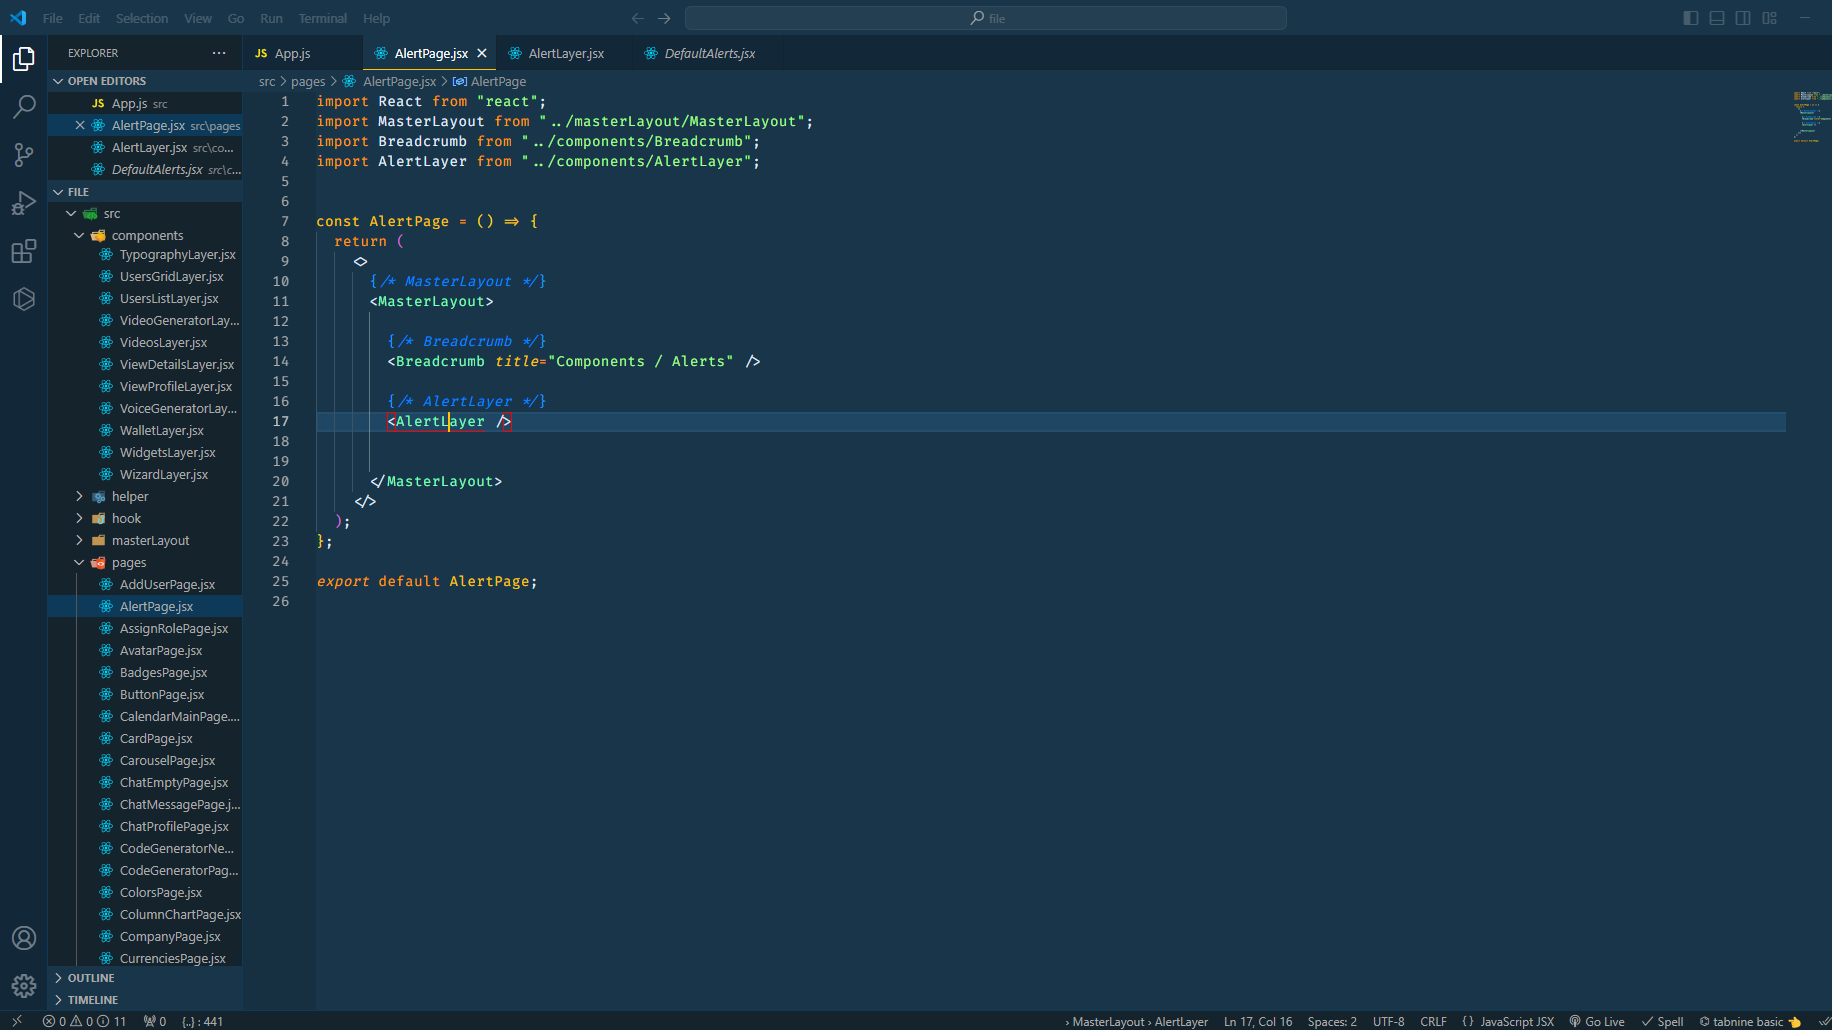 File Edit Selection View Go Run Terminal Help
file
EXPLORER
OPEN EDITORS
JS App.js src
AlertPage.jsx src\pages
AlertLayer.jsx src\co...
DefaultAlerts.jsx src\c...
FILE
src
components
TypographyLayer.jsx
UsersGridLayer.jsx
UsersListLayer.jsx
VideoGeneratorLay...
VideosLayer.jsx
ViewDetailsLayer.jsx
ViewProfileLayer.jsx
VoiceGeneratorLay...
WalletLayer.jsx
WidgetsLayer.jsx
WizardLayer.jsx
helper
hook
masterLayout
pages
AddUserPage.jsx
AlertPage.jsx
AssignRolePage.jsx
AvatarPage.jsx
BadgesPage.jsx
ButtonPage.jsx
CalendarMainPage....
CardPage.jsx
CarouselPage.jsx
ChatEmptyPage.jsx
ChatMessagePage.j...
ChatProfilePage.jsx
CodeGeneratorNe...
CodeGeneratorPag...
ColorsPage.jsx
ColumnChartPage.jsx
CompanyPage.jsx
CurrenciesPage.jsx
OUTLINE
TIMELINE
JS App.js AlertPage.jsx AlertLayer.jsx DefaultAlerts.jsx
src > pages > AlertPage.jsx > AlertPage
1 import React from "react";
2 import MasterLayout from "../masterLayout/MasterLayout";
3 import Breadcrumb from "../components/Breadcrumb";
4 import AlertLayer from "../components/AlertLayer";
5
6
7 const AlertPage = () => {
8 return (
9 <>
10 {/* MasterLayout */}
11 <MasterLayout>
12
13 {/* Breadcrumb */}
14 <Breadcrumb title="Components / Alerts" />
15
16 {/* AlertLayer */}
17 <AlertLayer />
18
19
20 </MasterLayout>
21 </>
22 );
23 };
24
25 export default AlertPage;
26
0 0 11 0 {..} : 441 › MasterLayout › AlertLayer Ln 17, Col 16 Spaces: 2 UTF-8 CRLF {} JavaScript JSX Go Live Spell tabnine basic 👈